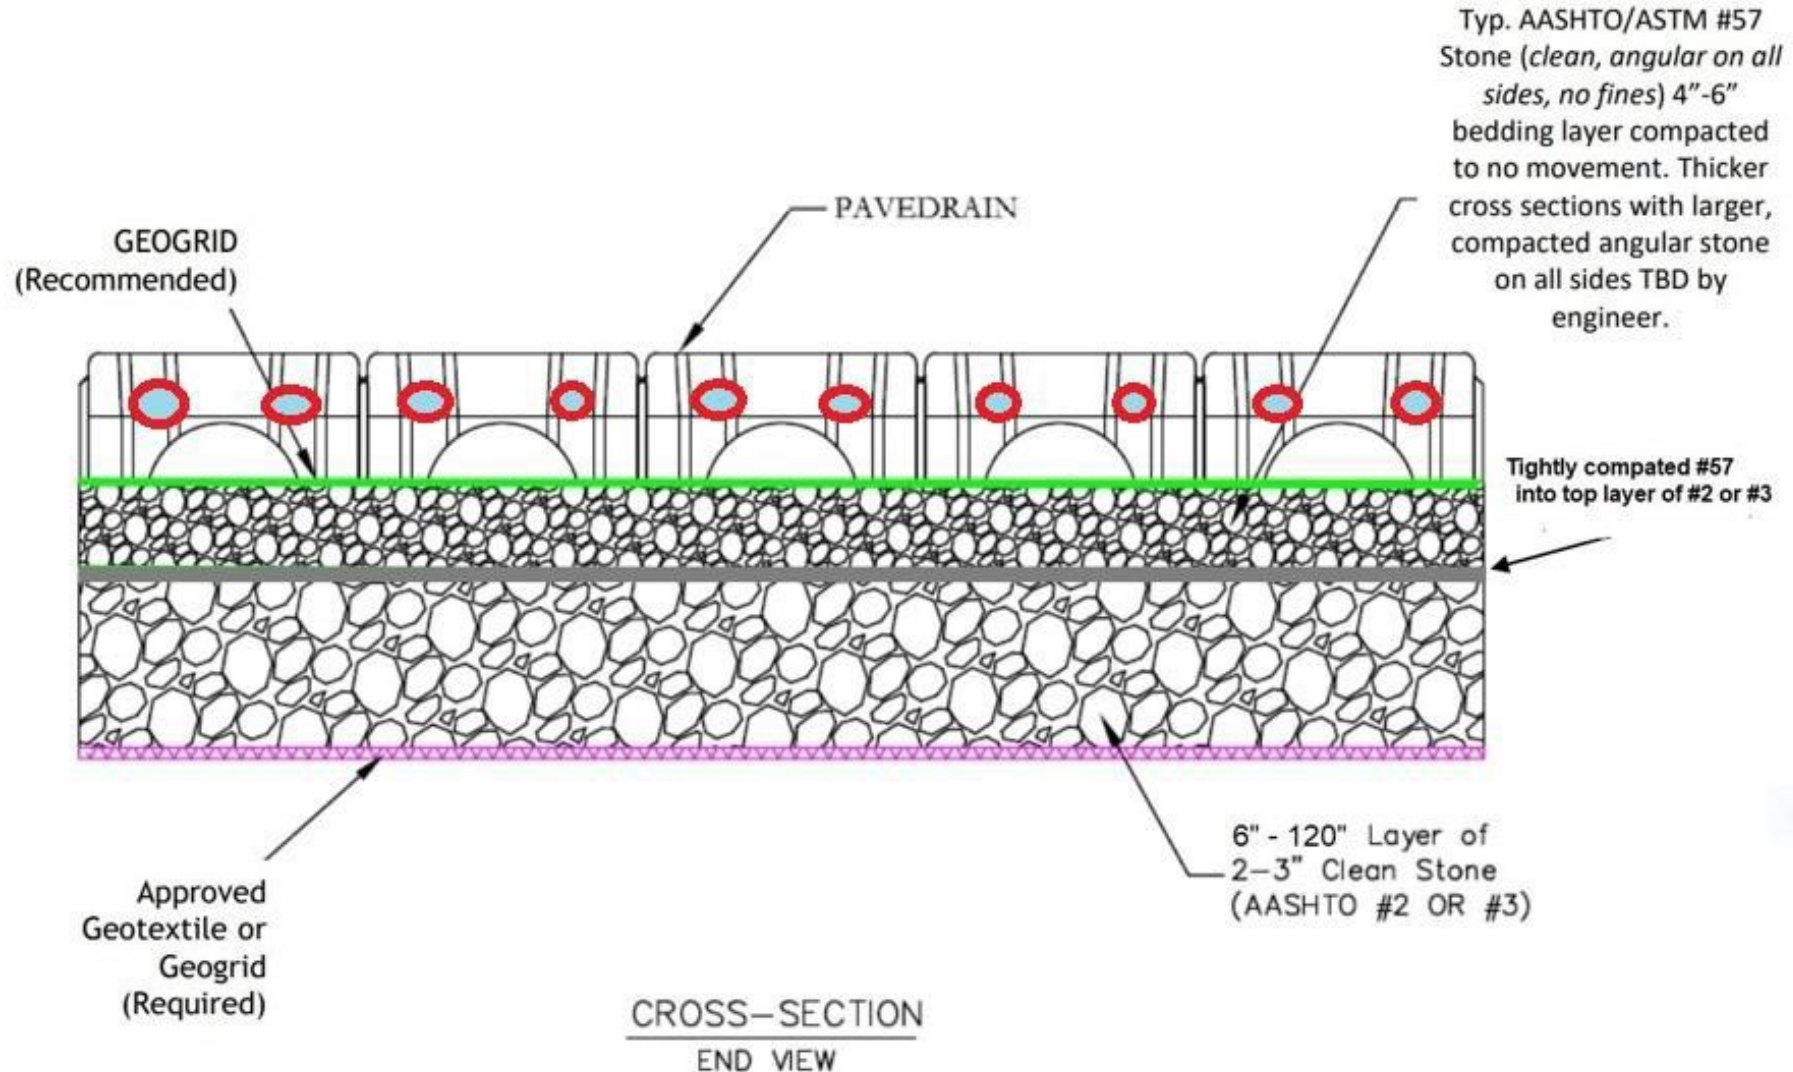 Typ. AASHTO/ASTM #57
Stone (clean, angular on all
sides, no fines) 4”-6”
bedding layer compacted
to no movement. Thicker
cross sections with larger,
compacted angular stone
on all sides TBD by
engineer.
PAVEDRAIN
GEOGRID
(Recommended)
Tightly compated #57
into top layer of #2 or #3
6" - 120" Layer of
2-3" Clean Stone
(AASHTO #2 OR #3)
Approved
Geotextile or
Geogrid
(Required)
CROSS-SECTION
END VIEW